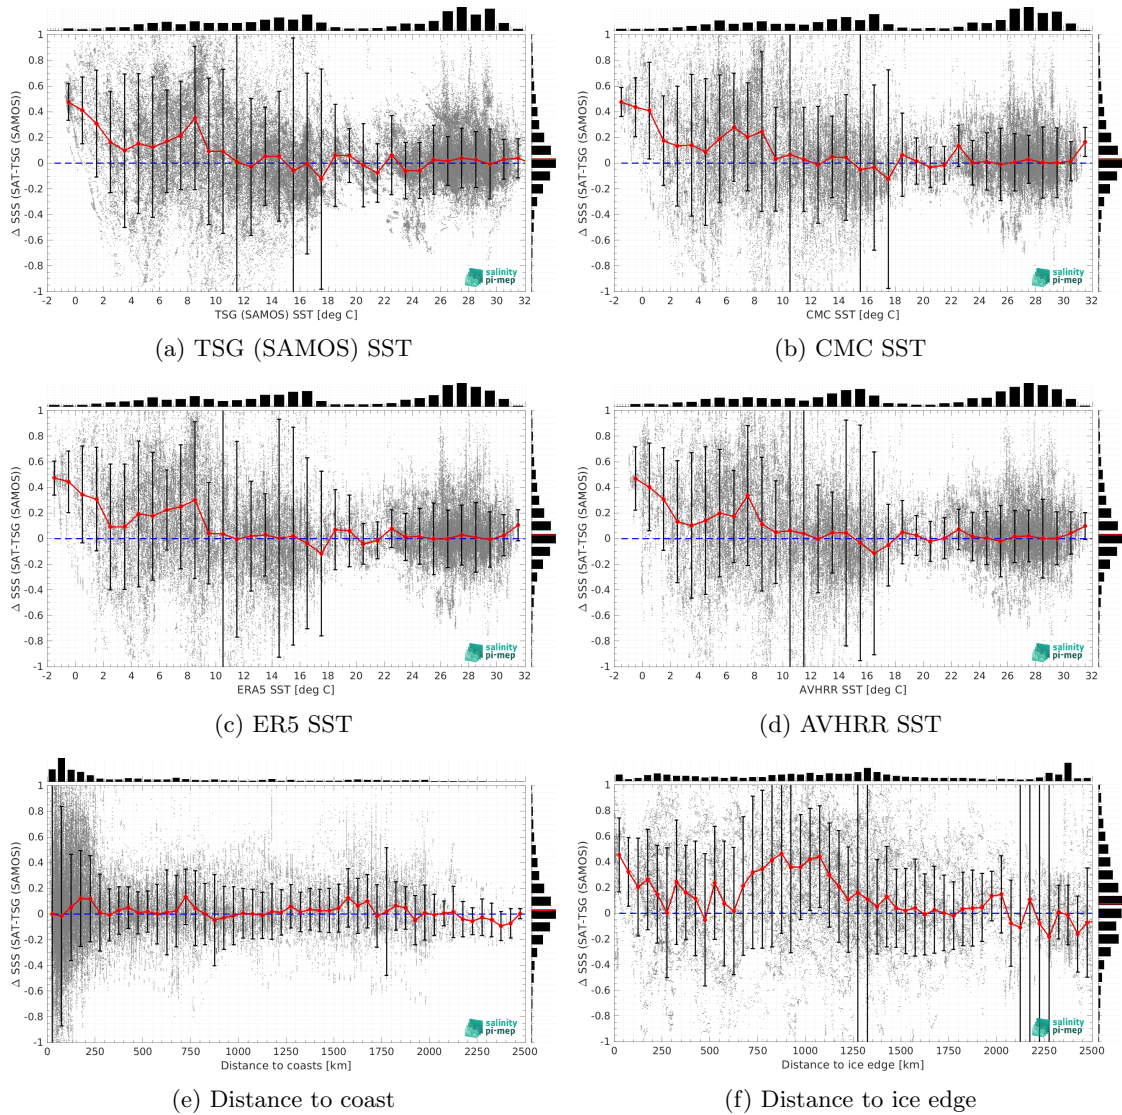 1
0.8
0.6
0.4
0.2
0
-0.2
-0.4
-0.6
-0.8
-1
Δ SSS (SAT-TSG (SAMOS))
-2 0 2 4 6 8 10 12 14 16 18 20 22 24 26 28 30 32
TSG (SAMOS) SST [deg C]
salinity
pi-mep
(a) TSG (SAMOS) SST
1
0.8
0.6
0.4
0.2
0
-0.2
-0.4
-0.6
-0.8
-1
Δ SSS (SAT-TSG (SAMOS))
-2 0 2 4 6 8 10 12 14 16 18 20 22 24 26 28 30 32
CMC SST [deg C]
salinity
pi-mep
(b) CMC SST
1
0.8
0.6
0.4
0.2
0
-0.2
-0.4
-0.6
-0.8
-1
Δ SSS (SAT-TSG (SAMOS))
-2 0 2 4 6 8 10 12 14 16 18 20 22 24 26 28 30 32
ERA5 SST [deg C]
salinity
pi-mep
(c) ER5 SST
1
0.8
0.6
0.4
0.2
0
-0.2
-0.4
-0.6
-0.8
-1
Δ SSS (SAT-TSG (SAMOS))
-2 0 2 4 6 8 10 12 14 16 18 20 22 24 26 28 30 32
AVHRR SST [deg C]
salinity
pi-mep
(d) AVHRR SST
1
0.8
0.6
0.4
0.2
0
-0.2
-0.4
-0.6
-0.8
-1
Δ SSS (SAT-TSG (SAMOS))
0 250 500 750 1000 1250 1500 1750 2000 2250 2500
Distance to coasts [km]
salinity
pi-mep
(e) Distance to coast
1
0.8
0.6
0.4
0.2
0
-0.2
-0.4
-0.6
-0.8
-1
Δ SSS (SAT-TSG (SAMOS))
0 250 500 750 1000 1250 1500 1750 2000 2250 2500
Distance to ice edge [km]
salinity
pi-mep
(f) Distance to ice edge